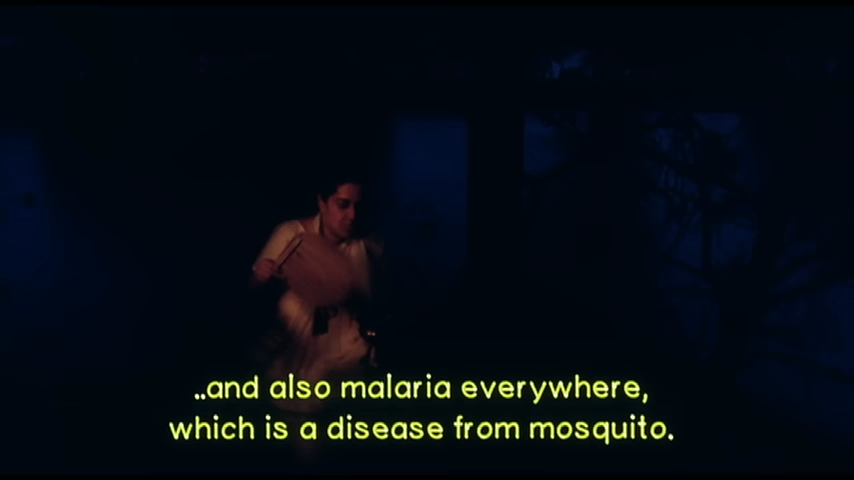 ..and also malaria everywhere,
which is a disease from mosquito.